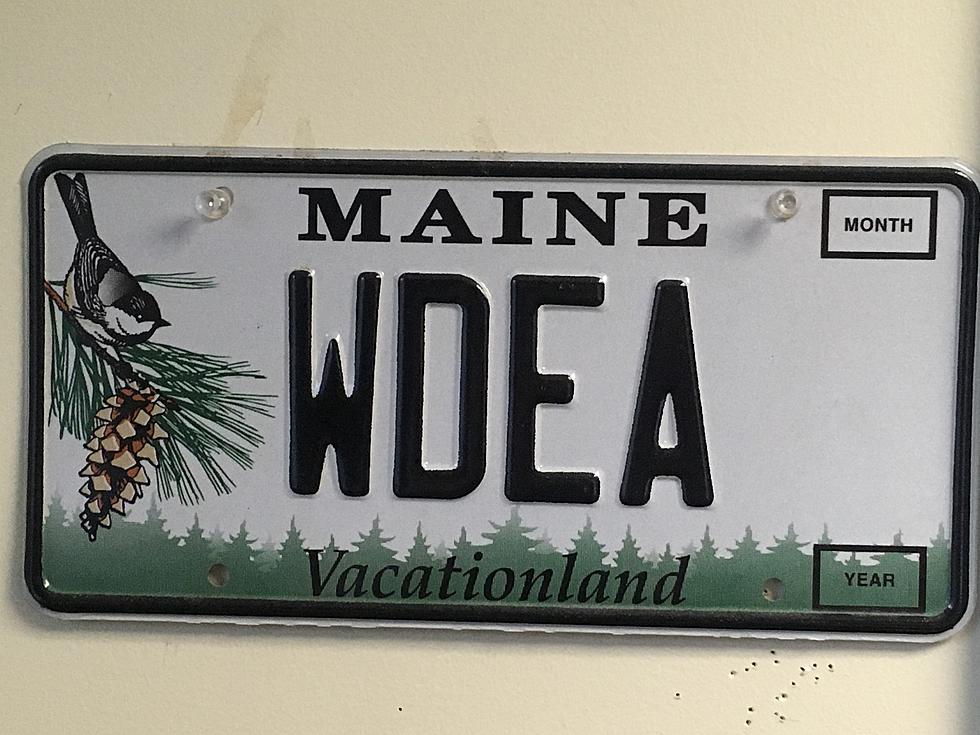 MAINE
MONTH
WDEA
Vacationland
YEAR